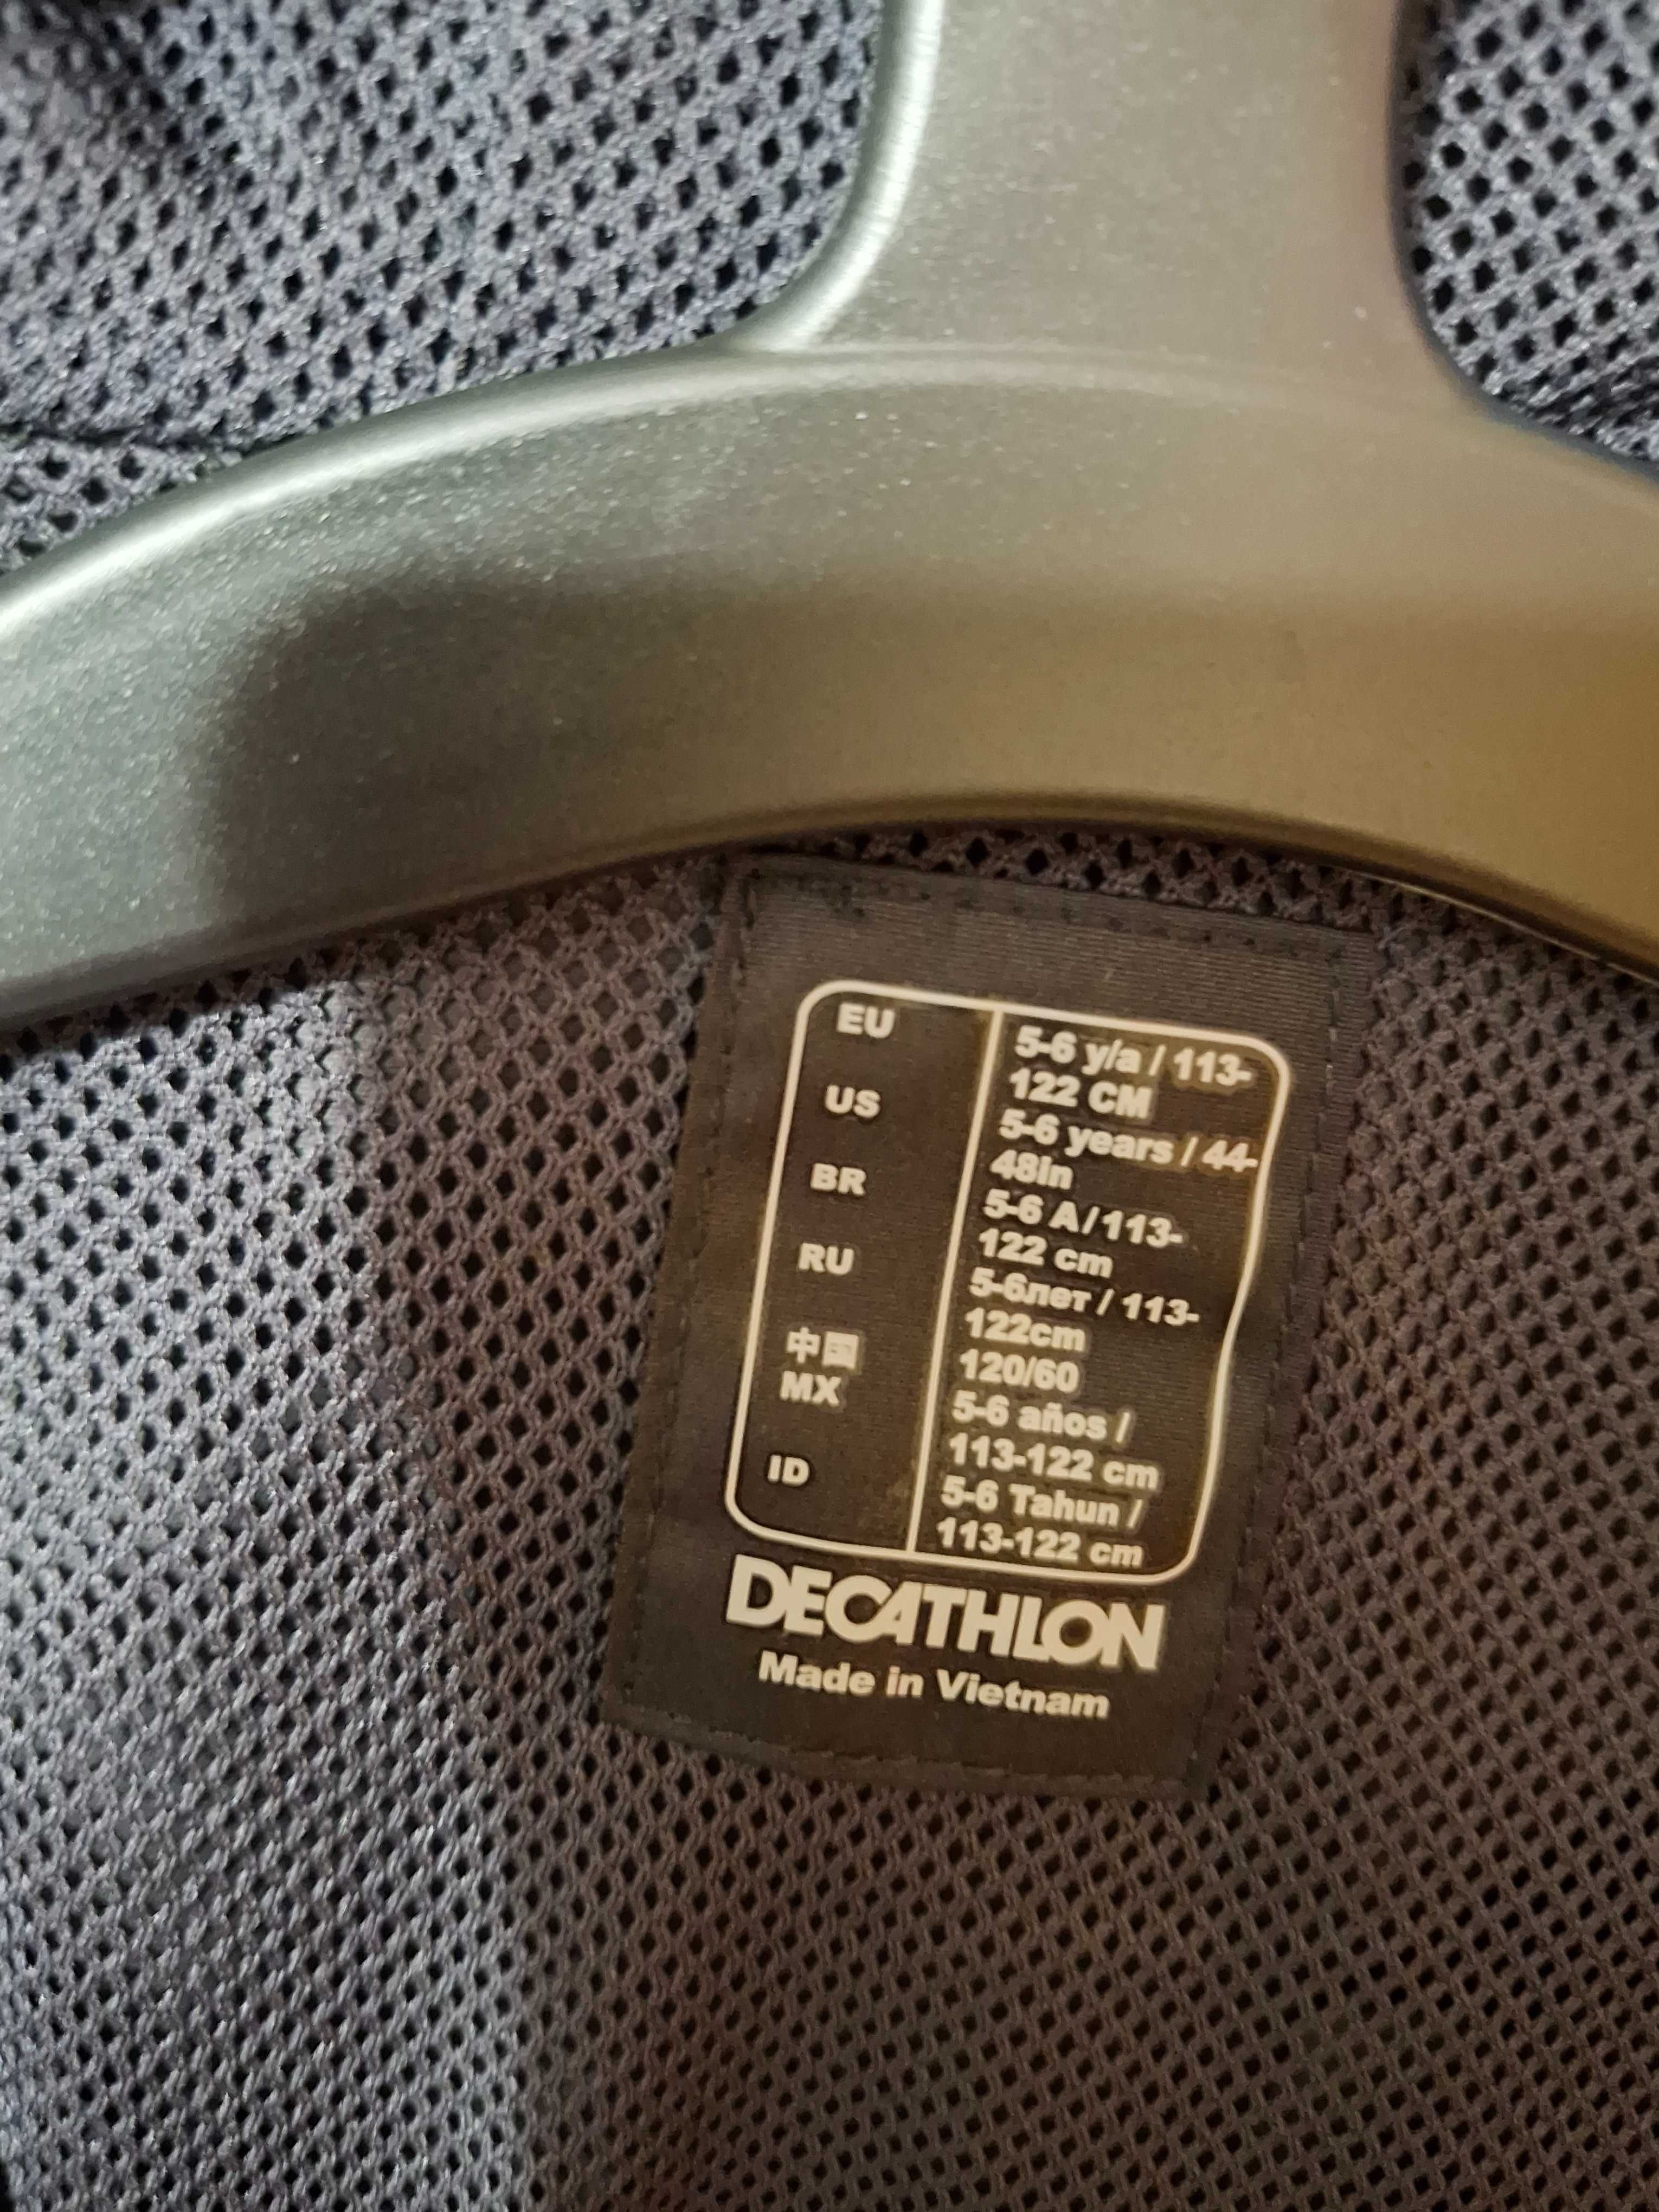 EU 5-6 y/a / 113-
122 CM
US 5-6 years / 44-
48in
BR 5-6 A / 113-
122 cm
RU 5-6лет / 113-
122cm
中国 120/60
MX 5-6 años /
113-122 cm
ID 5-6 Tahun /
113-122 cm
DECATHLON
Made in Vietnam